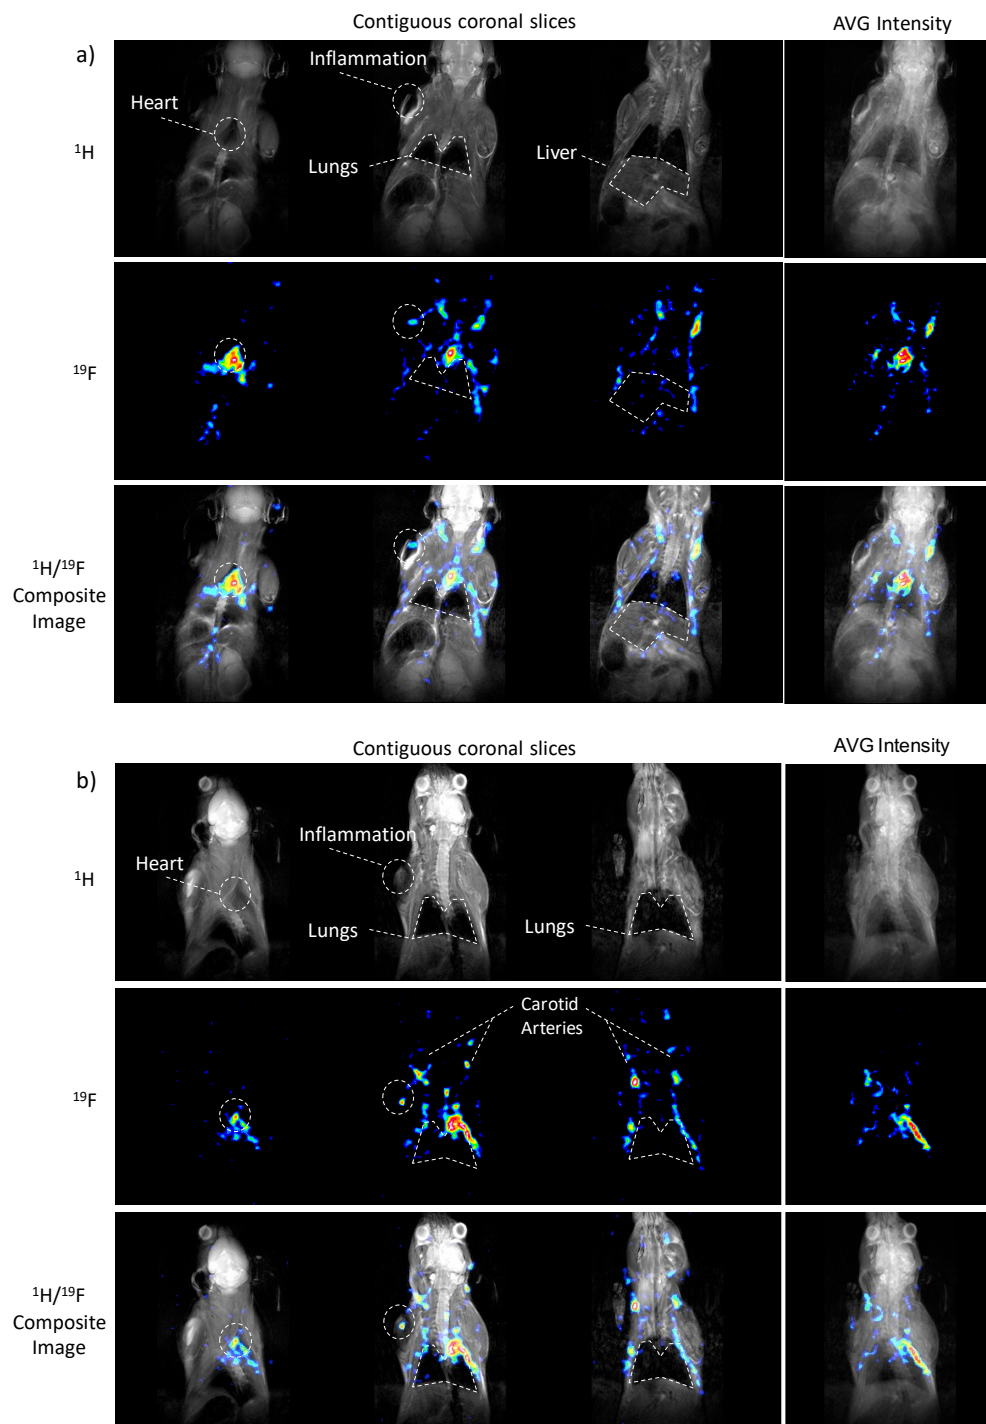 Contiguous coronal slices
AVG Intensity
a)
Inflammation
Heart
¹H
Lungs
Liver
¹⁹F
¹H/¹⁹F
Composite
Image
Contiguous coronal slices
AVG Intensity
b)
Inflammation
Heart
¹H
Lungs
Lungs
Carotid
Arteries
¹⁹F
¹H/¹⁹F
Composite
Image